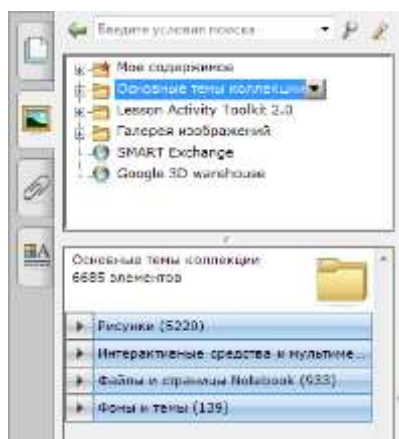 Введите условия поиска
Мое содержимое
Основные темы коллекции
Lesson Activity Toolkit 2.0
Галерея изображений
SMART Exchange
Google 3D warehouse
Основные темы коллекции
6685 элементов
Рисунки (5220)
Интерактивные средства и мультиме...
Файлы и страницы Notebook (933)
Фоны и темы (139)